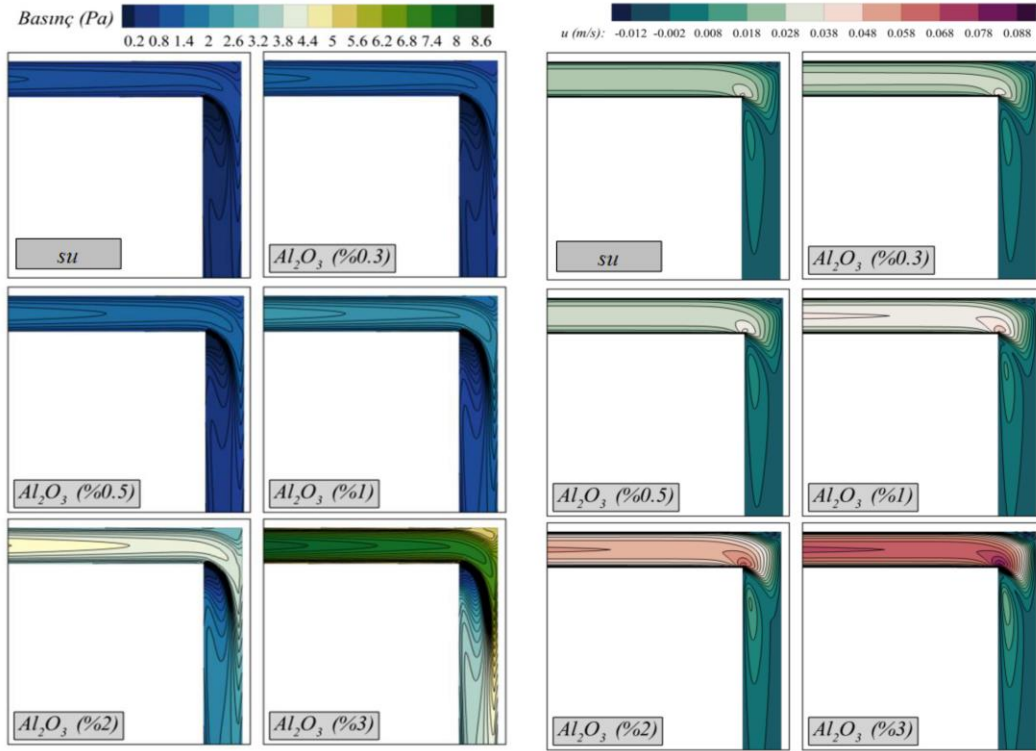 Basınç (Pa)
0.2 0.8 1.4 2 2.6 3.2 3.8 4.4 5 5.6 6.2 6.8 7.4 8 8.6
u (m/s): -0.012 -0.002 0.008 0.018 0.028 0.038 0.048 0.058 0.068 0.078 0.088
su
Al₂O₃ (%0.3)
su
Al₂O₃ (%0.3)
Al₂O₃ (%0.5)
Al₂O₃ (%1)
Al₂O₃ (%0.5)
Al₂O₃ (%1)
Al₂O₃ (%2)
Al₂O₃ (%3)
Al₂O₃ (%2)
Al₂O₃ (%3)